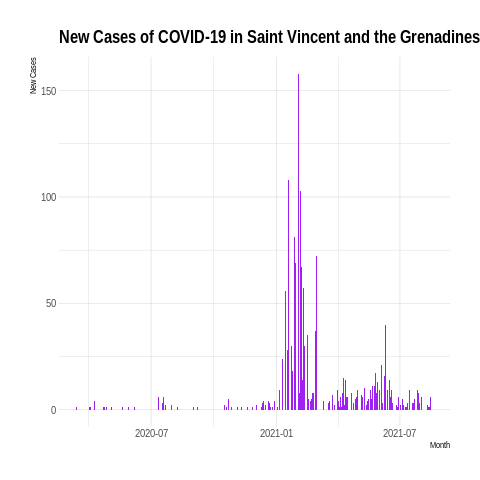 New Cases of COVID-19 in Saint Vincent and the Grenadines
New Cases
150
100
50
0
2020-07
2021-01
2021-07
Month